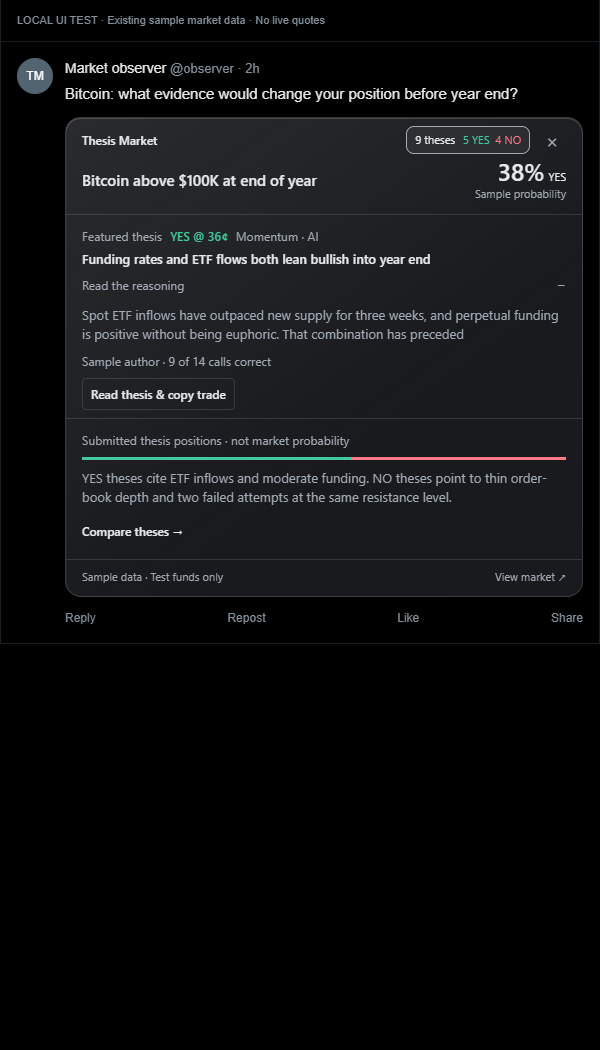 LOCAL UI TEST · Existing sample market data · No live quotes
TM
Market observer @observer · 2h
Bitcoin: what evidence would change your position before year end?
Thesis Market
9 theses 5 YES 4 NO ×
Bitcoin above $100K at end of year
38% YES
Sample probability
Featured thesis YES @ 36¢ Momentum · AI
Funding rates and ETF flows both lean bullish into year end
Read the reasoning –
Spot ETF inflows have outpaced new supply for three weeks, and perpetual funding
is positive without being euphoric. That combination has preceded
Sample author · 9 of 14 calls correct
Read thesis & copy trade
Submitted thesis positions · not market probability
YES theses cite ETF inflows and moderate funding. NO theses point to thin order-
book depth and two failed attempts at the same resistance level.
Compare theses →
Sample data · Test funds only
View market ↗
Reply Repost Like Share